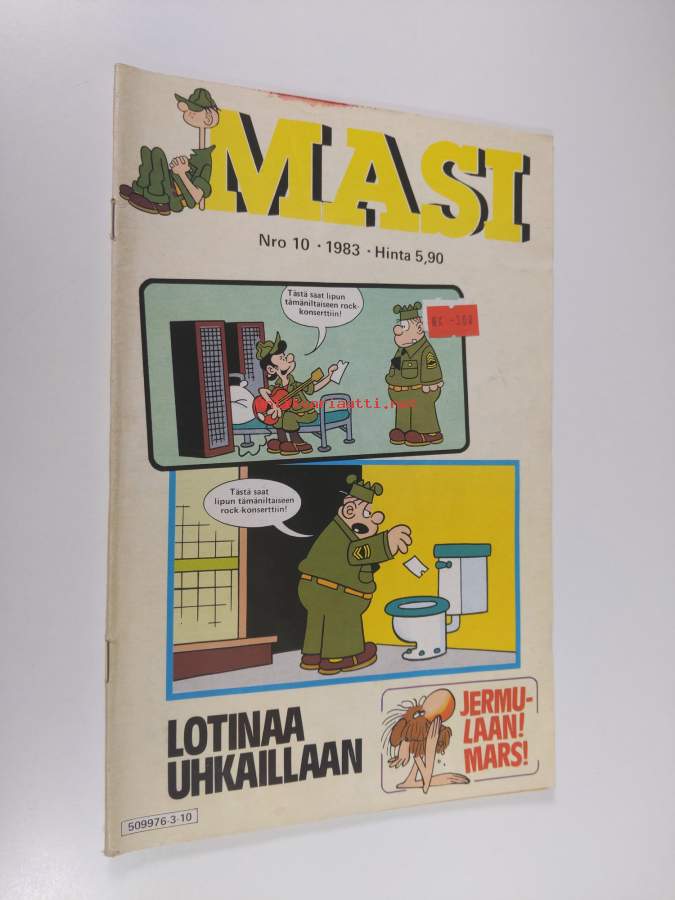 MASI
Nro 10 · 1983 · Hinta 5,90
Tästä saat lipun
tämäniltaiseen rock-
konserttiin!
Tästä saat
lipun tämäniltaiseen
rock-konserttiin!
LOTINAA
UHKAILLAAN
JERMU-
LAAN!
MARS!
509976-3-10